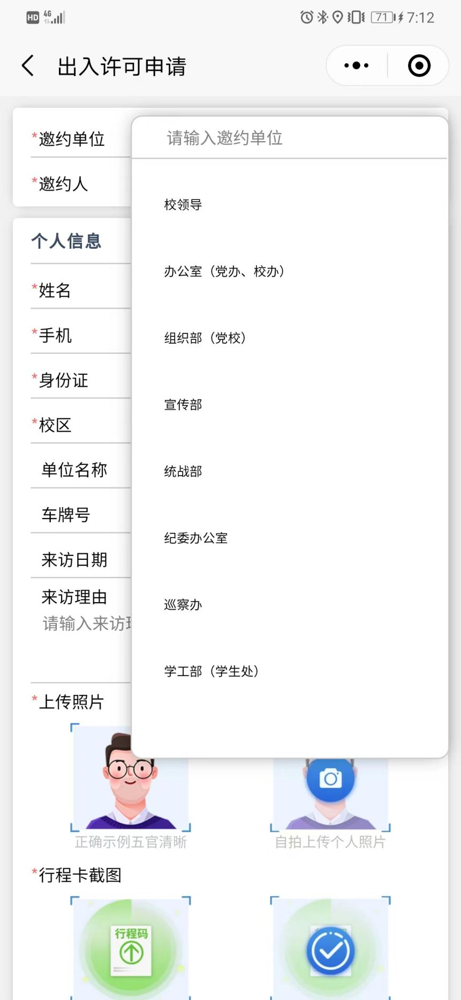 HD 4G 71 7:12
出入许可申请
*邀约单位
请输入邀约单位
*邀约人
校领导
个人信息
办公室（党办、校办）
*姓名
*手机
组织部（党校）
*身份证
宣传部
*校区
单位名称
统战部
车牌号
纪委办公室
来访日期
来访理由
巡察办
请输入来访
学工部（学生处）
*上传照片
正确示例五官清晰
自拍上传个人照片
*行程卡截图
行程码